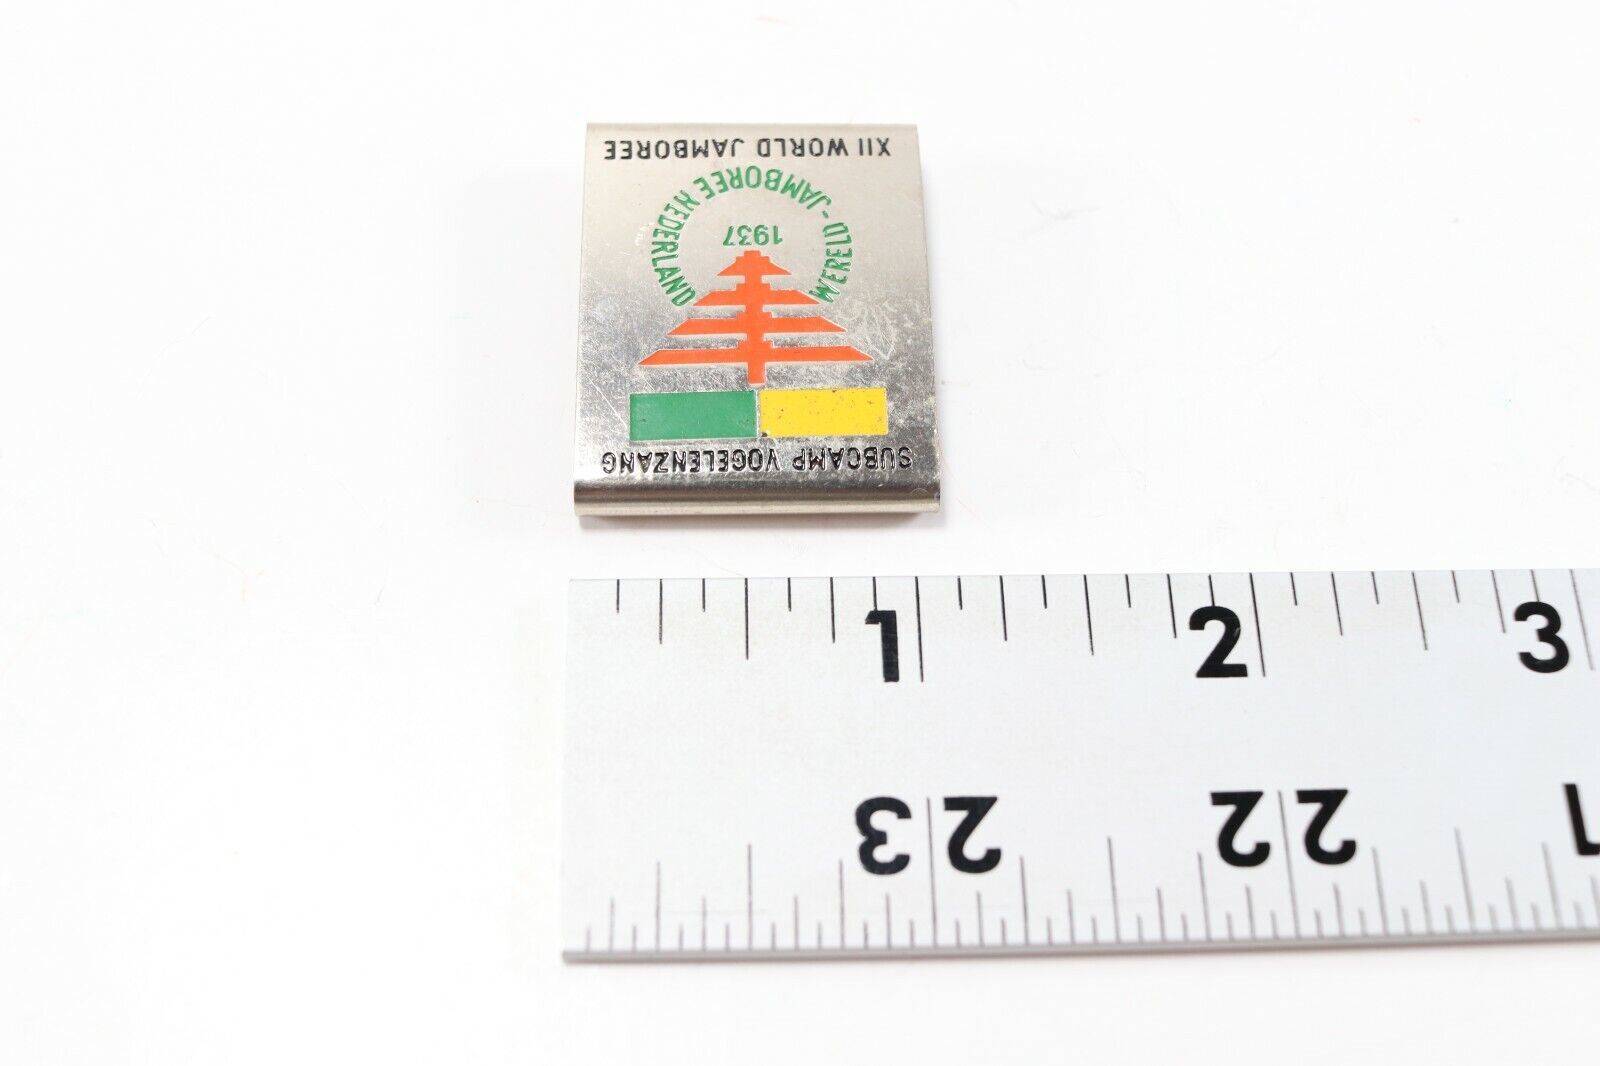 SUBCAMP VOGELENZANG
1937
WERELD-JAMBOREE NEDERLAND
XII WORLD JAMBOREE
1 2 3
22 23